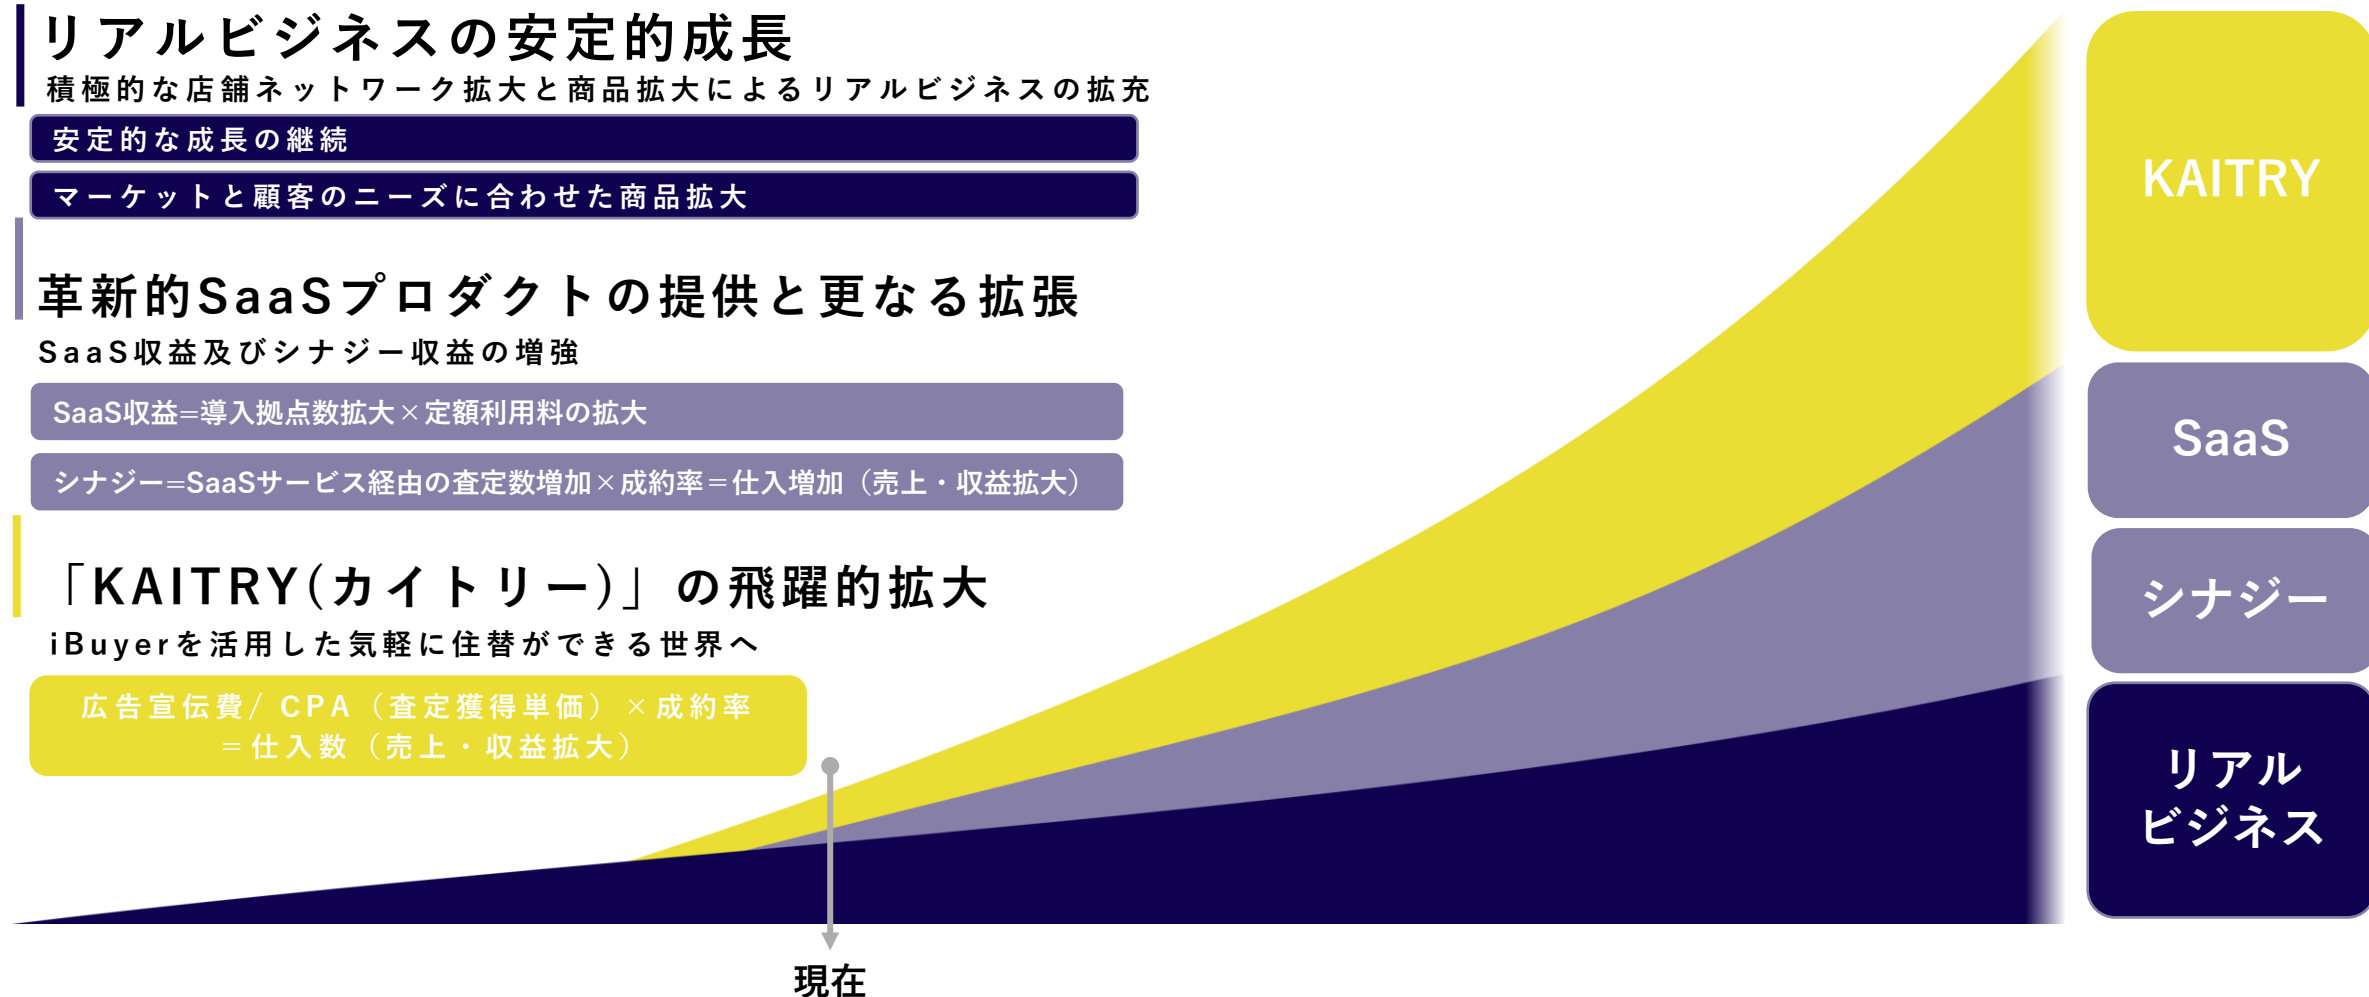 リアルビジネスの安定的成長
積極的な店舗ネットワーク拡大と商品拡大によるリアルビジネスの拡充
安定的な成長の継続
マーケットと顧客のニーズに合わせた商品拡大
革新的SaaSプロダクトの提供と更なる拡張
SaaS収益及びシナジー収益の増強
SaaS収益=導入拠点数拡大×定額利用料の拡大
シナジー=SaaSサービス経由の査定数増加×成約率＝仕入増加（売上・収益拡大）
「KAITRY(カイトリー)」の飛躍的拡大
iBuyerを活用した気軽に住替ができる世界へ
広告宣伝費/ CPA（査定獲得単価）×成約率
＝仕入数（売上・収益拡大）
現在
KAITRY
SaaS
シナジー
リアル
ビジネス